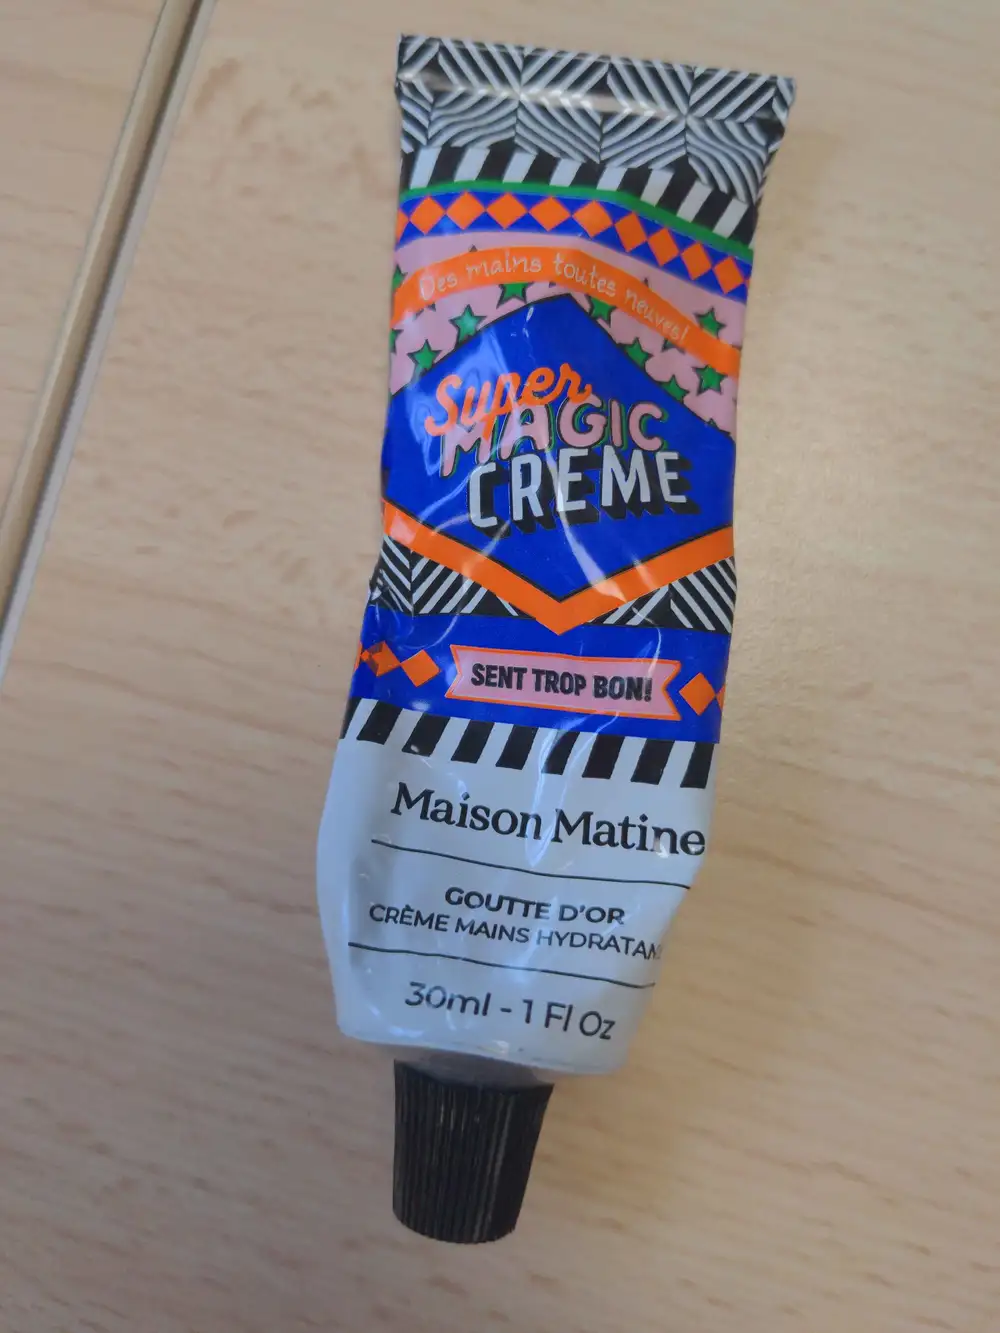 Des mains toutes neuves!
Super
MAGIC
CREME
SENT TROP BON!
Maison Matine
GOUTTE D'OR
CRÈME MAINS HYDRATAN
30ml - 1 Fl Oz